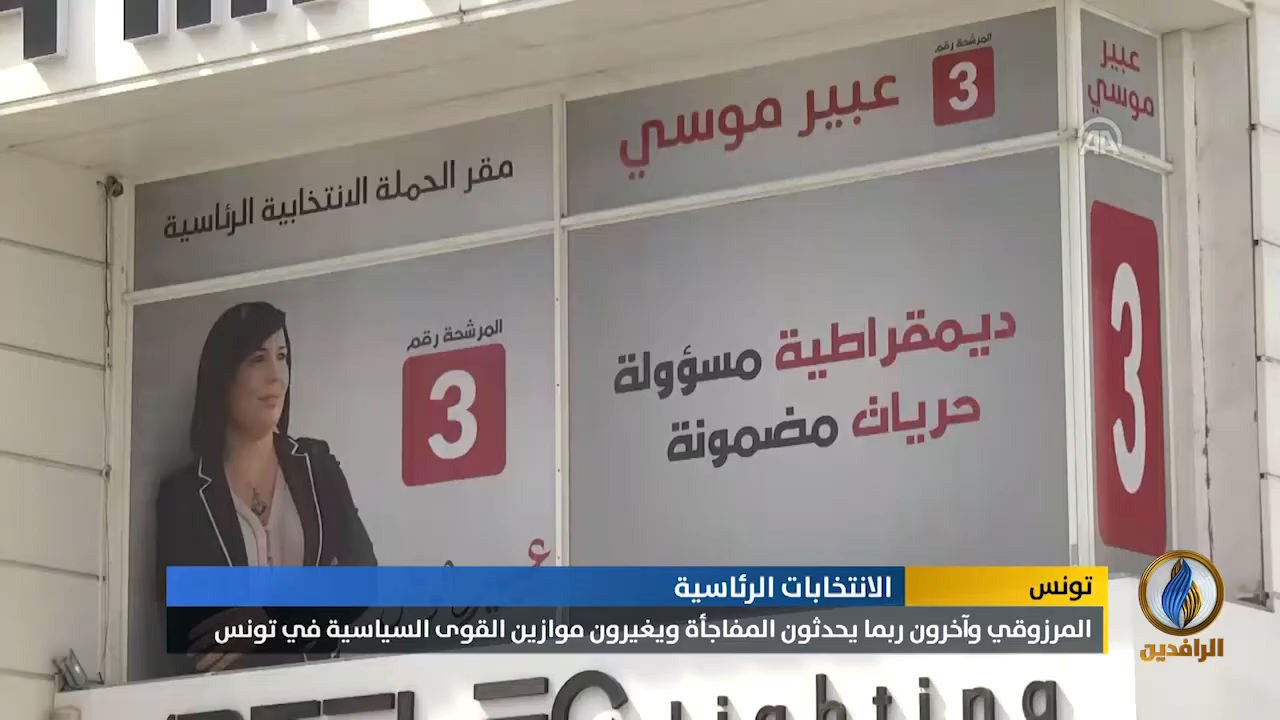 المرشحة رقم
3
عبير موسي
عبير
موسي
مقر الحملة الانتخابية الرئاسية
3
المرشحة رقم
3
ديمقراطية مسؤولة
حريات مضمونة
تونس
الانتخابات الرئاسية
المرزوقي وآخرون ربما يحدثون المفاجأة ويغيرون موازين القوى السياسية في تونس
الرافدين
AA
Lighting